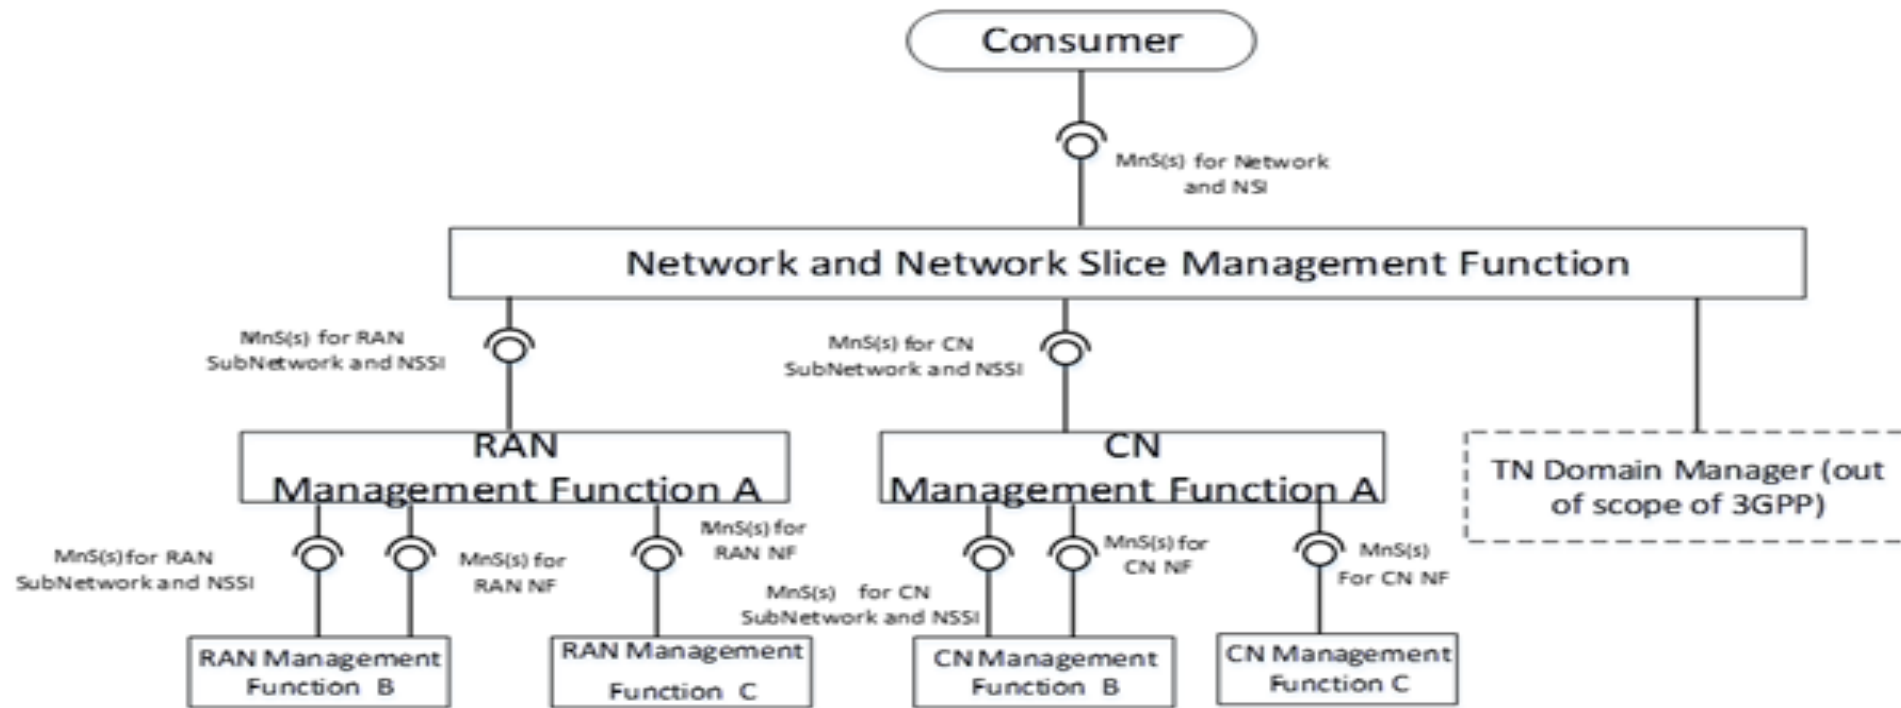 Consumer
MnS(s) for Network
and NSI
Network and Network Slice Management Function
MnS(s) for RAN
SubNetwork and NSSI
MnS(s) for CN
SubNetwork and NSSI
RAN
Management Function A
CN
Management Function A
TN Domain Manager (out
of scope of 3GPP)
MnS(s) for RAN
SubNetwork and NSSI
MnS(s) for
RAN NF
MnS(s) for
RAN NF
MnS(s) for CN
SubNetwork and NSSI
MnS(s) for
CN NF
MnS(s)
For CN NF
RAN Management
Function B
RAN Management
Function C
CN Management
Function B
CN Management
Function C